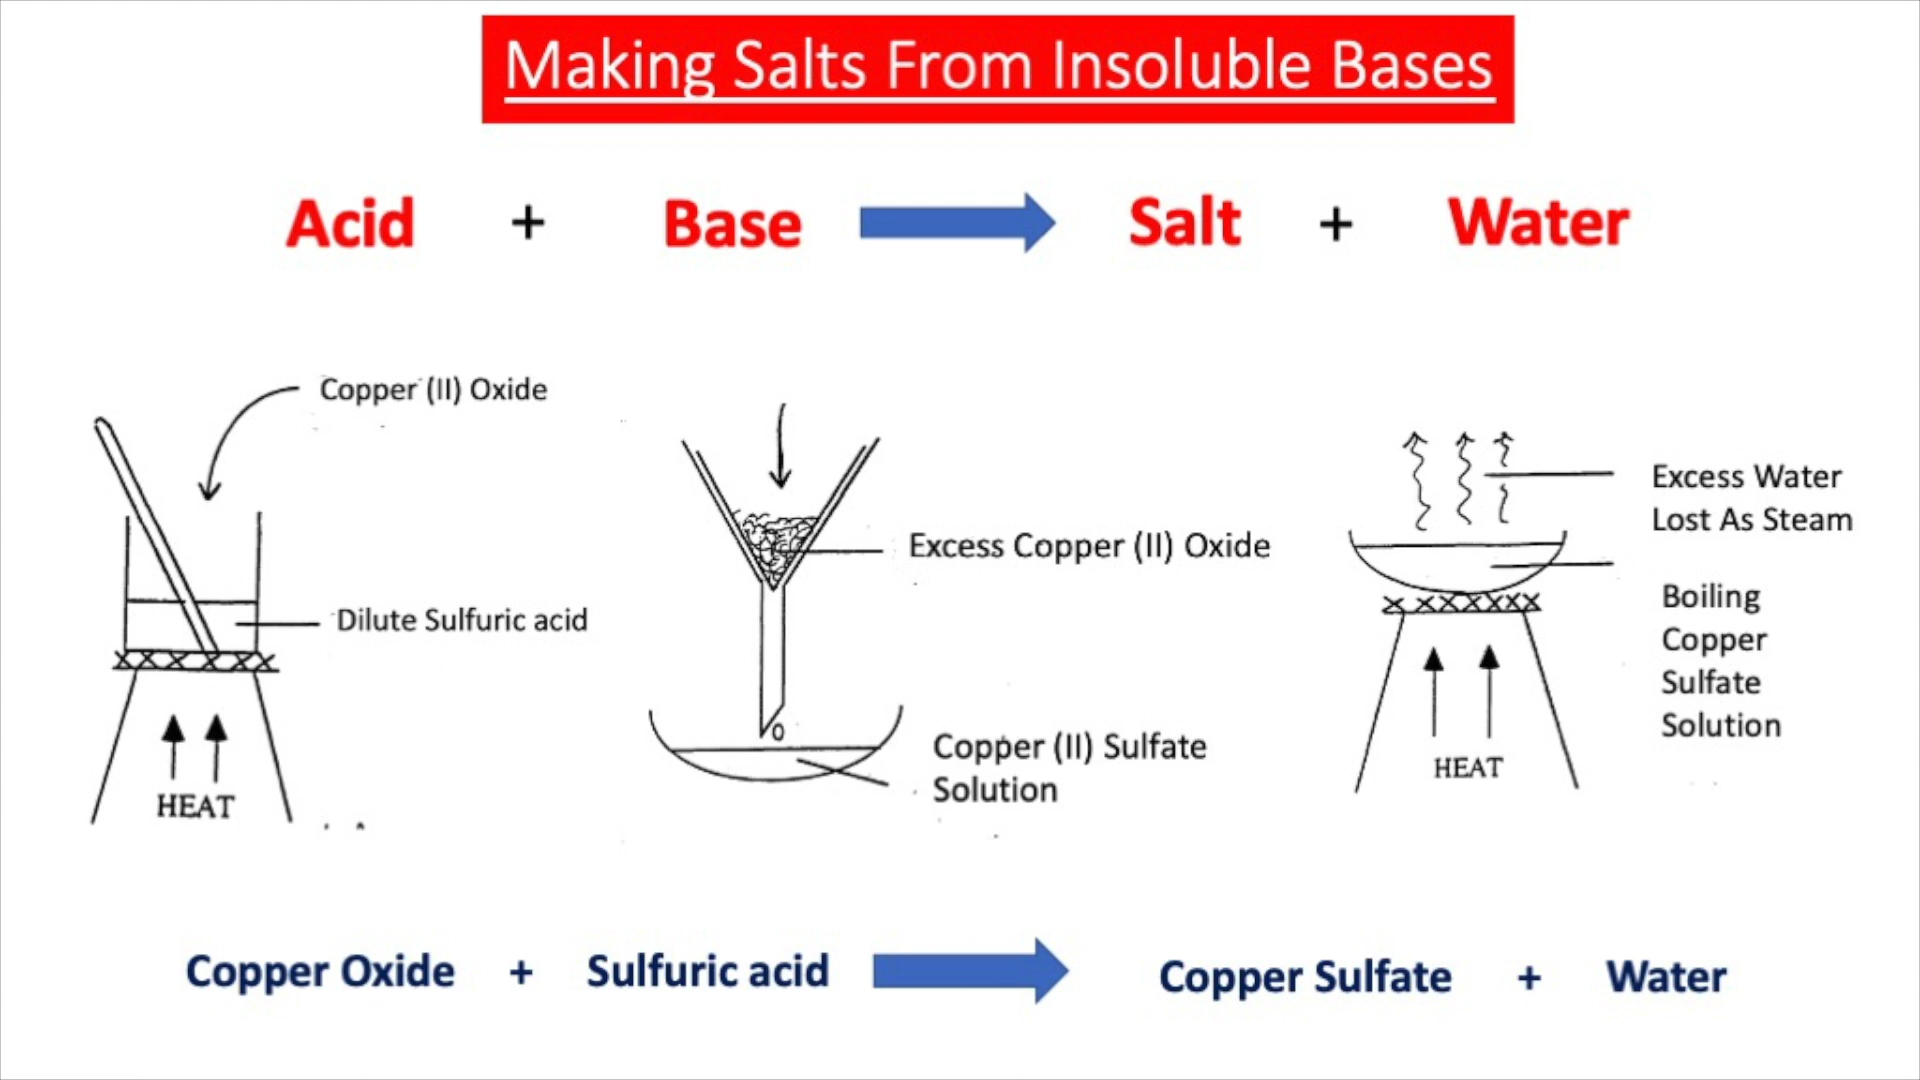 Making Salts From Insoluble Bases
Acid + Base Salt + Water
Copper (II) Oxide
Dilute Sulfuric acid
HEAT
Excess Copper (II) Oxide
Copper (II) Sulfate
Solution
Excess Water
Lost As Steam
Boiling
Copper
Sulfate
Solution
HEAT
Copper Oxide + Sulfuric acid Copper Sulfate + Water